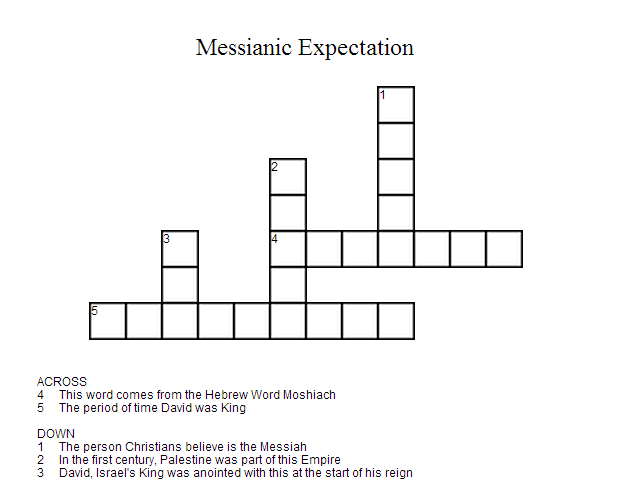 Messianic Expectation
1
2
3
4
5
ACROSS
4 This word comes from the Hebrew Word Moshiach
5 The period of time David was King
DOWN
1 The person Christians believe is the Messiah
2 In the first century, Palestine was part of this Empire
3 David, Israel's King was anointed with this at the start of his reign